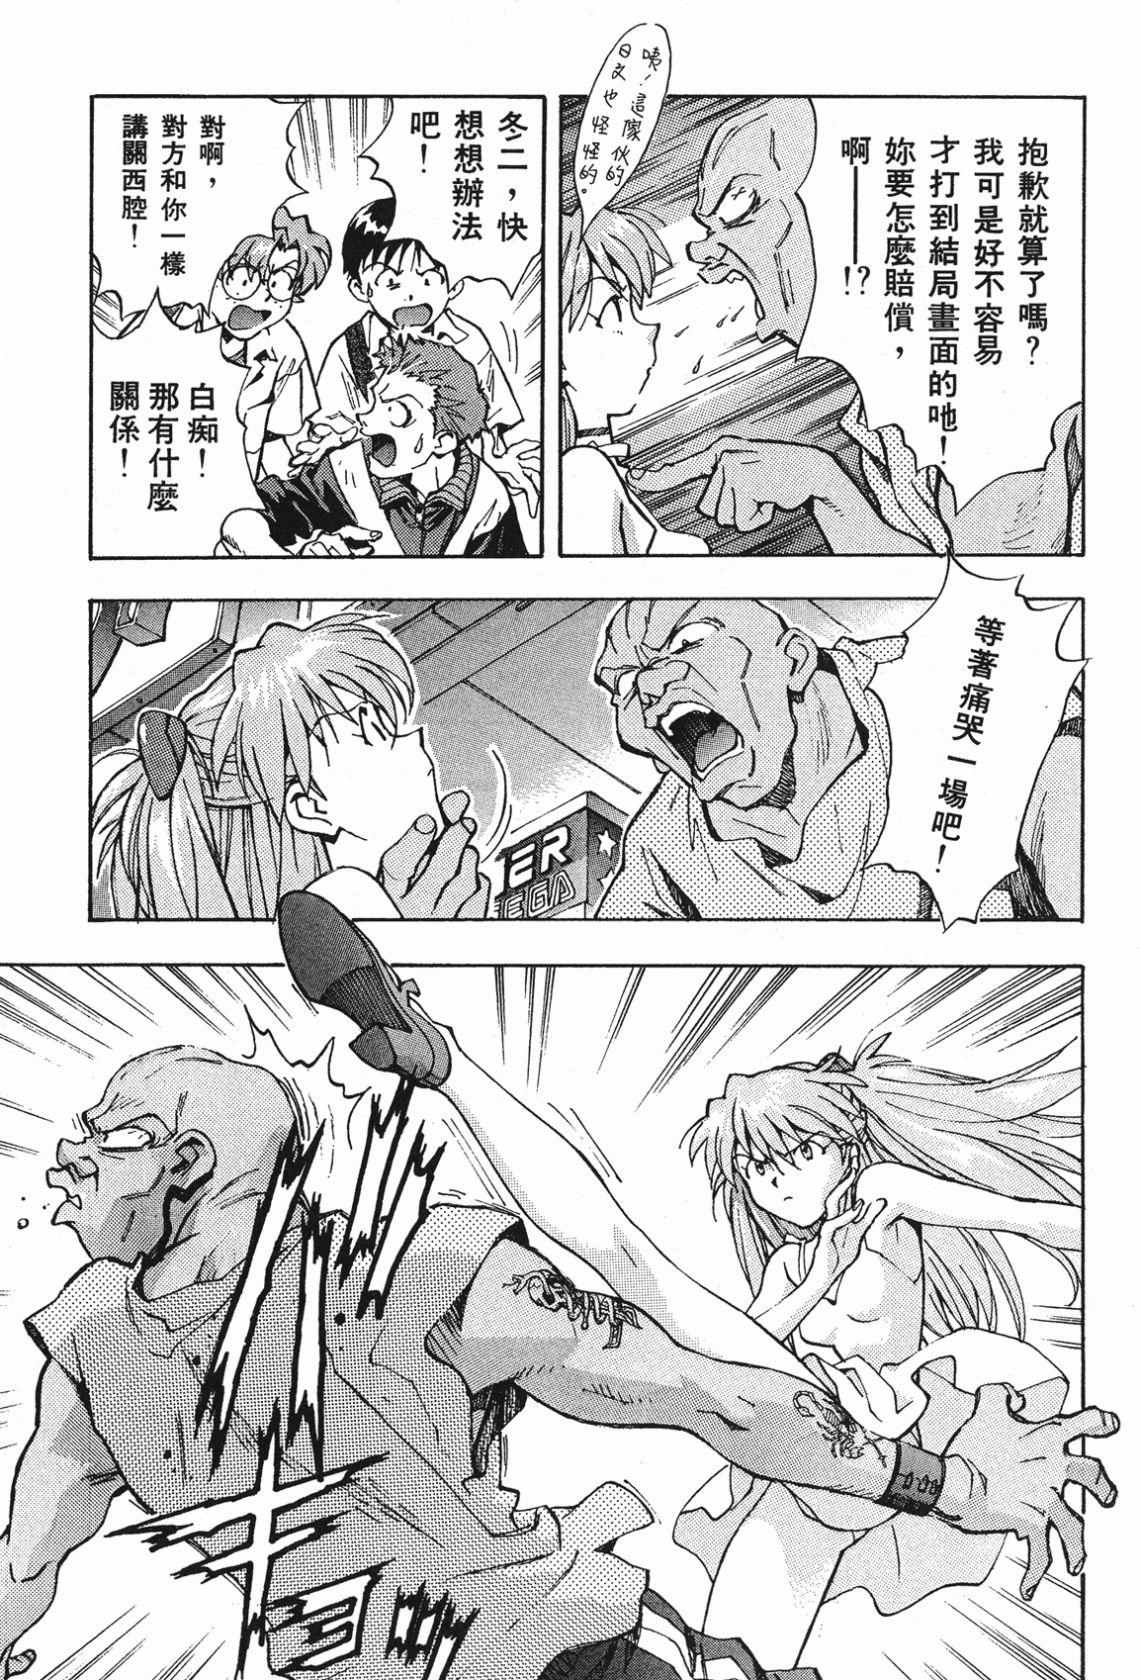 抱歉就算了嗎？
我可是好不容易
才打到結局畫面的吔！
妳要怎麼賠償，
啊——!?
咦！這傢伙的
日文也怪怪的。
冬二，快
想想辦法
吧！
對啊，
對方和你一樣
講關西腔！
白痴！
那有什麼
關係！
等著痛哭一場吧！
ER
EGA